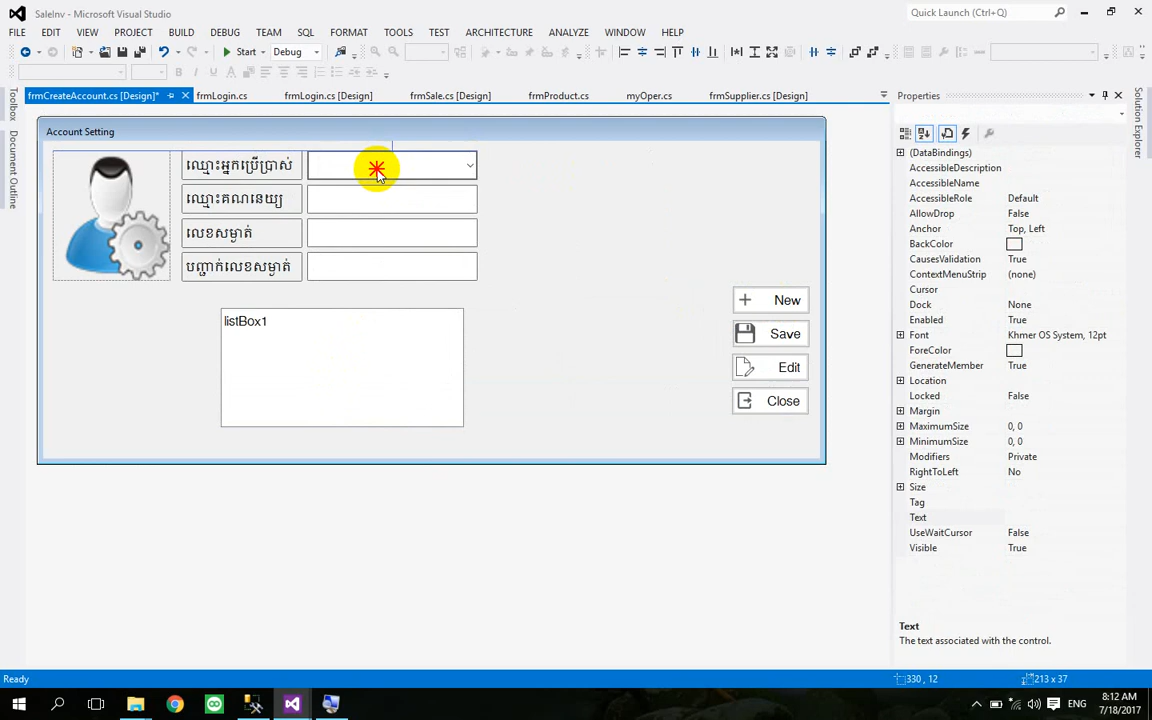 SaleInv - Microsoft Visual Studio
Quick Launch (Ctrl+Q)
FILE EDIT VIEW PROJECT BUILD DEBUG TEAM SQL FORMAT TOOLS TEST ARCHITECTURE ANALYZE WINDOW HELP
Start Debug
frmCreateAccount.cs [Design]* frmLogin.cs frmLogin.cs [Design] frmSale.cs [Design] frmProduct.cs myOper.cs frmSupplier.cs [Design]
Toolbox
Document Outline
Account Setting
ឈ្មោះអ្នកប្រើប្រាស់
ឈ្មោះគណនេយ្យ
លេខសម្ងាត់
បញ្ជាក់លេខសម្ងាត់
listBox1
New
Save
Edit
Close
Properties
(DataBindings)
AccessibleDescription
AccessibleName
AccessibleRole Default
AllowDrop False
Anchor Top, Left
BackColor
CausesValidation True
ContextMenuStrip (none)
Cursor
Dock None
Enabled True
Font Khmer OS System, 12pt
ForeColor
GenerateMember True
Location
Locked False
Margin
MaximumSize 0, 0
MinimumSize 0, 0
Modifiers Private
RightToLeft No
Size
Tag
Text
UseWaitCursor False
Visible True
Text
The text associated with the control.
Solution Explorer
Ready
330 , 12
213 x 37
ENG
8:12 AM
7/18/2017